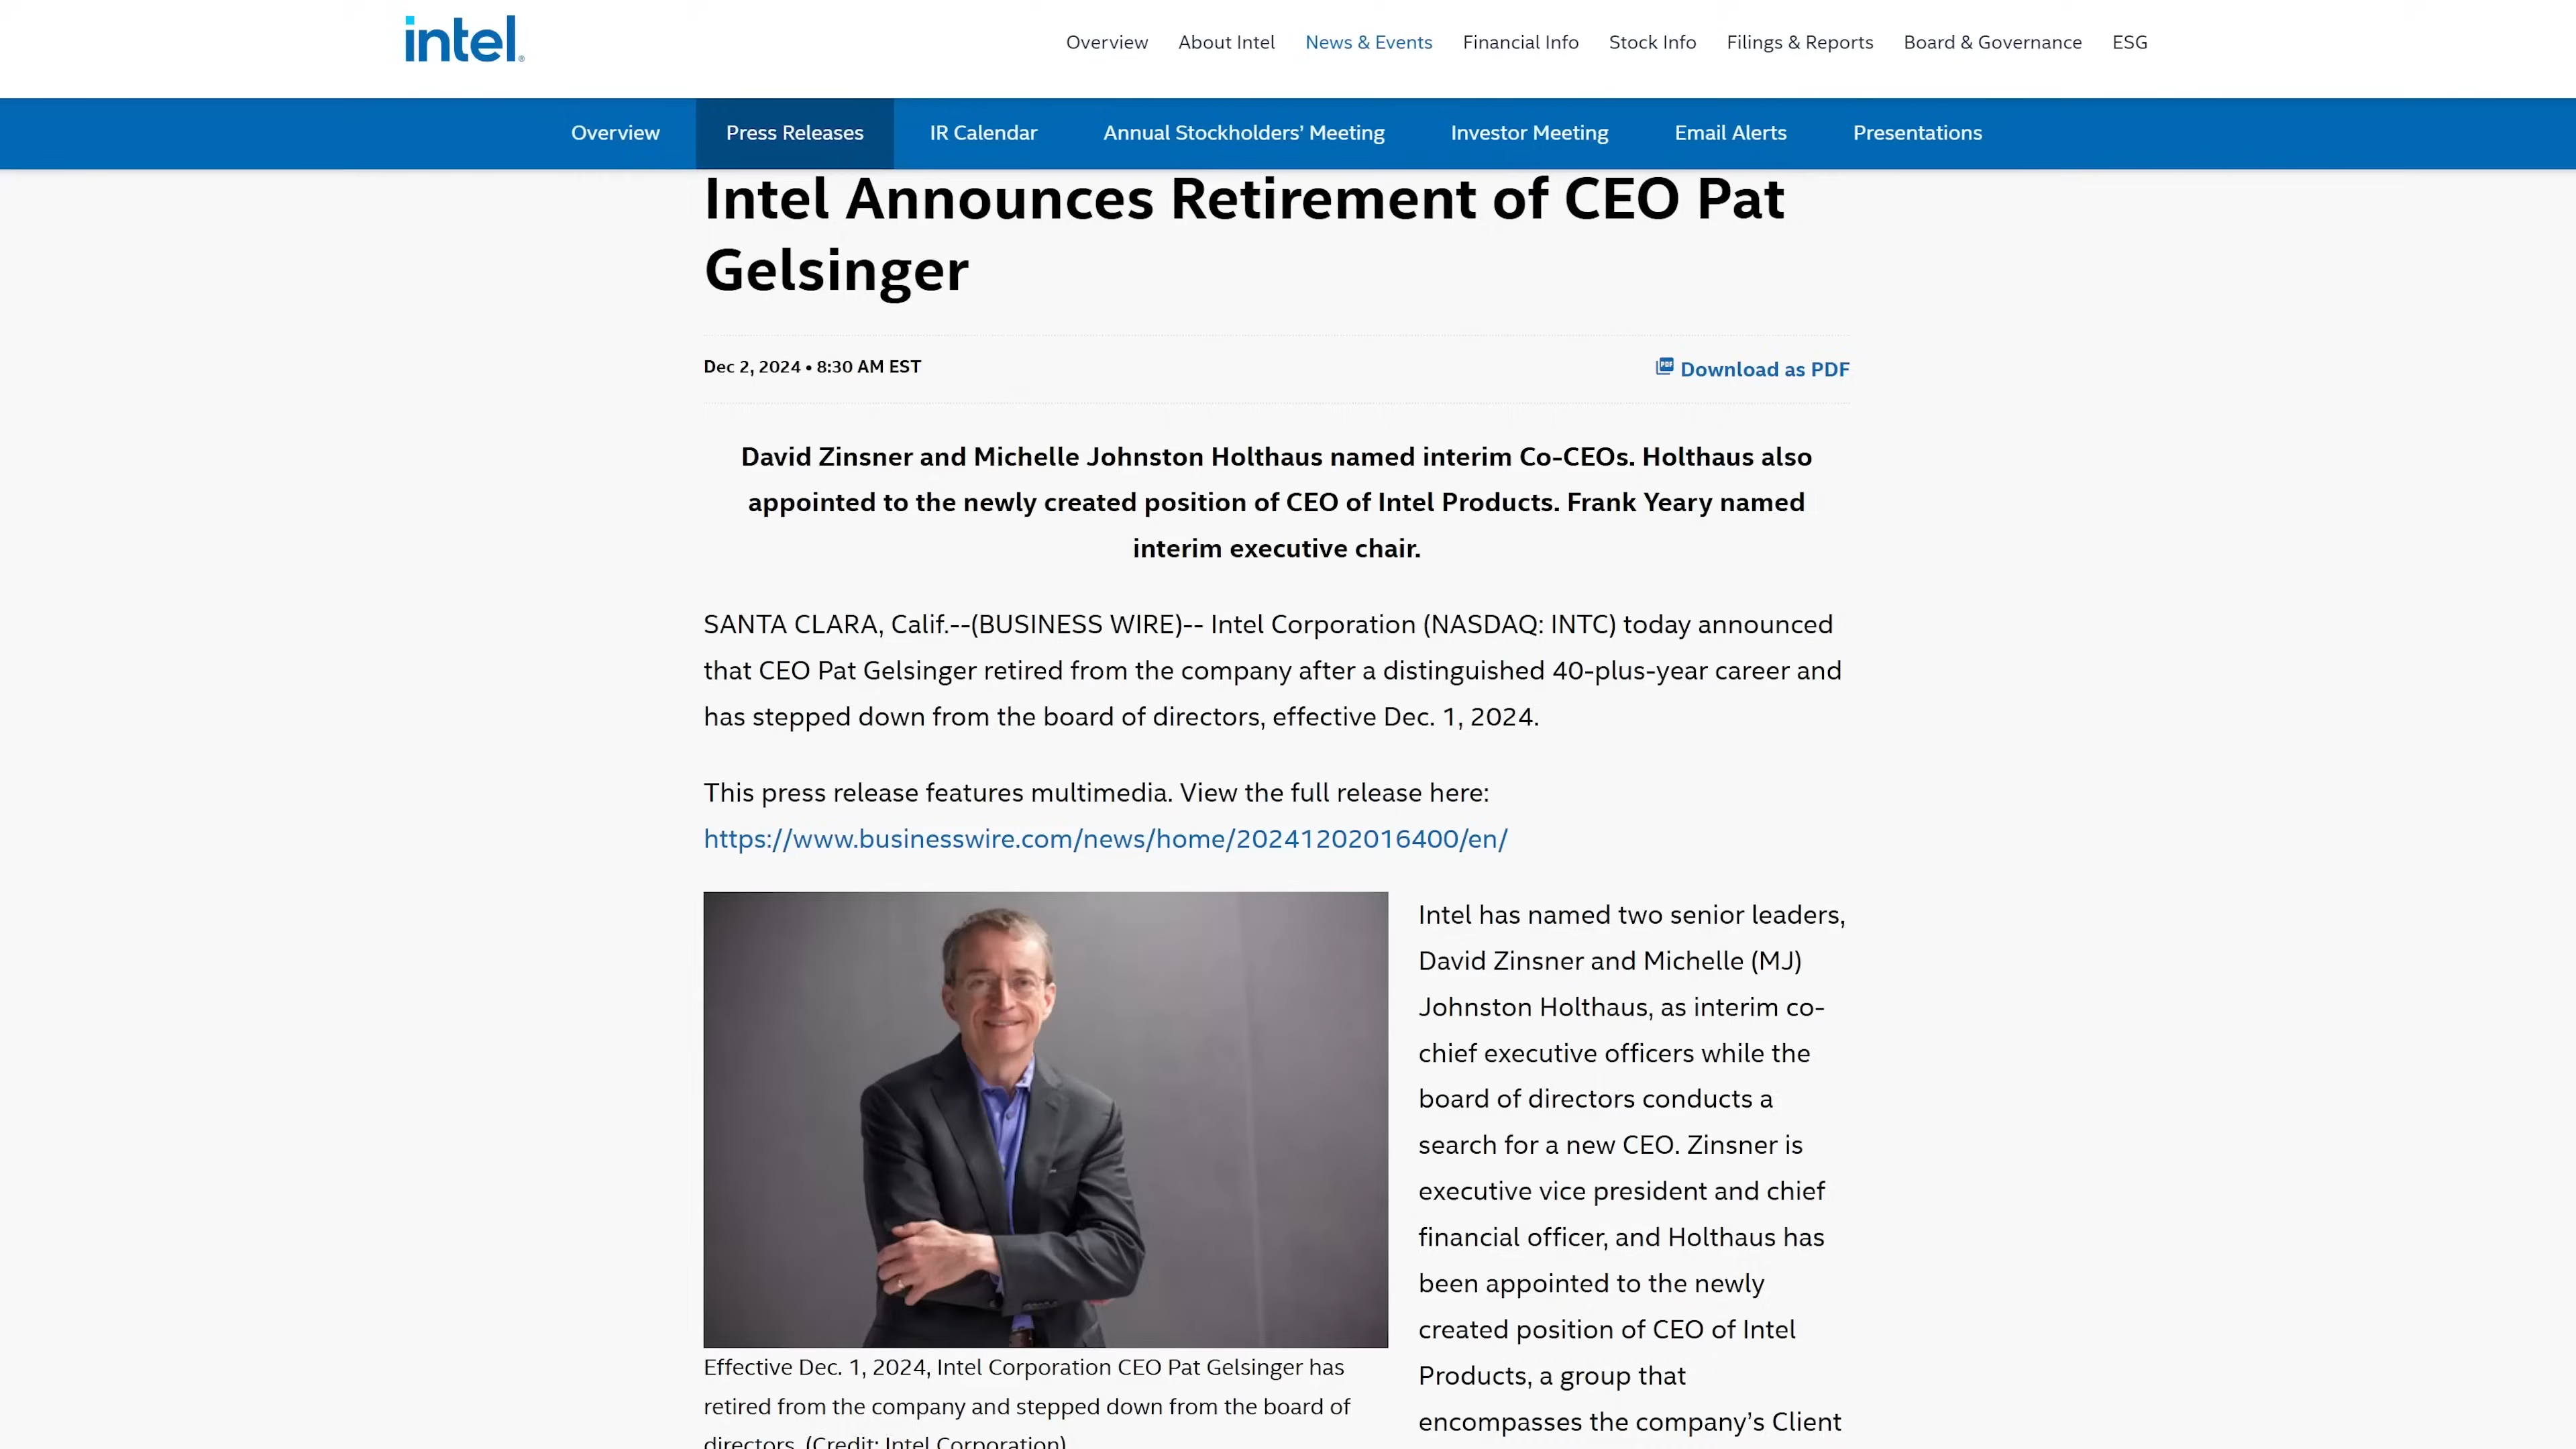 intel®
Overview About Intel News & Events Financial Info Stock Info Filings & Reports Board & Governance ESG
Overview Press Releases IR Calendar Annual Stockholders' Meeting Investor Meeting Email Alerts Presentations
Intel Announces Retirement of CEO Pat
Gelsinger
Dec 2, 2024 • 8:30 AM EST
PDF Download as PDF
David Zinsner and Michelle Johnston Holthaus named interim Co-CEOs. Holthaus also
appointed to the newly created position of CEO of Intel Products. Frank Yeary named
interim executive chair.
SANTA CLARA, Calif.--(BUSINESS WIRE)-- Intel Corporation (NASDAQ: INTC) today announced
that CEO Pat Gelsinger retired from the company after a distinguished 40-plus-year career and
has stepped down from the board of directors, effective Dec. 1, 2024.
This press release features multimedia. View the full release here:
https://www.businesswire.com/news/home/20241202016400/en/
Intel has named two senior leaders,
David Zinsner and Michelle (MJ)
Johnston Holthaus, as interim co-
chief executive officers while the
board of directors conducts a
search for a new CEO. Zinsner is
executive vice president and chief
financial officer, and Holthaus has
been appointed to the newly
created position of CEO of Intel
Products, a group that
encompasses the company’s Client
Effective Dec. 1, 2024, Intel Corporation CEO Pat Gelsinger has
retired from the company and stepped down from the board of
directors. (Credit: Intel Corporation)